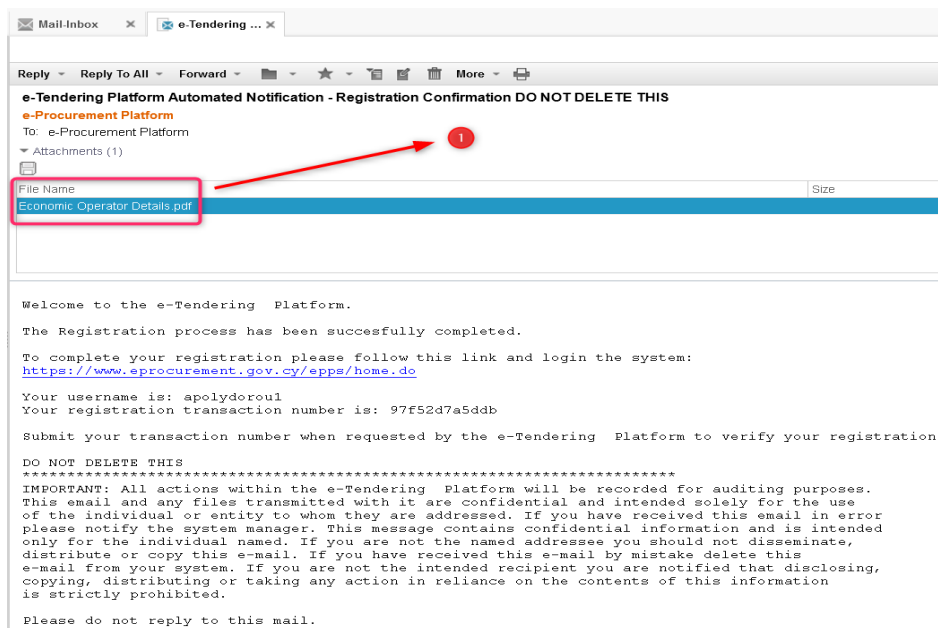 Mail-Inbox
e-Tendering ...
Reply Reply To All Forward More
e-Tendering Platform Automated Notification - Registration Confirmation DO NOT DELETE THIS
e-Procurement Platform
To: e-Procurement Platform
Attachments (1)
1
File Name Size
Economic Operator Details.pdf
Welcome to the e-Tendering Platform.
The Registration process has been succesfully completed.
To complete your registration please follow this link and login the system:
https://www.eprocurement.gov.cy/epps/home.do
Your username is: apolydorou1
Your registration transaction number is: 97f52d7a5ddb
Submit your transaction number when requested by the e-Tendering Platform to verify your registration
DO NOT DELETE THIS
*************************************************************************
IMPORTANT: All actions within the e-Tendering Platform will be recorded for auditing purposes.
This email and any files transmitted with it are confidential and intended solely for the use
of the individual or entity to whom they are addressed. If you have received this email in error
please notify the system manager. This message contains confidential information and is intended
only for the individual named. If you are not the named addressee you should not disseminate,
distribute or copy this e-mail. If you have received this e-mail by mistake delete this
e-mail from your system. If you are not the intended recipient you are notified that disclosing,
copying, distributing or taking any action in reliance on the contents of this information
is strictly prohibited.
Please do not reply to this mail.